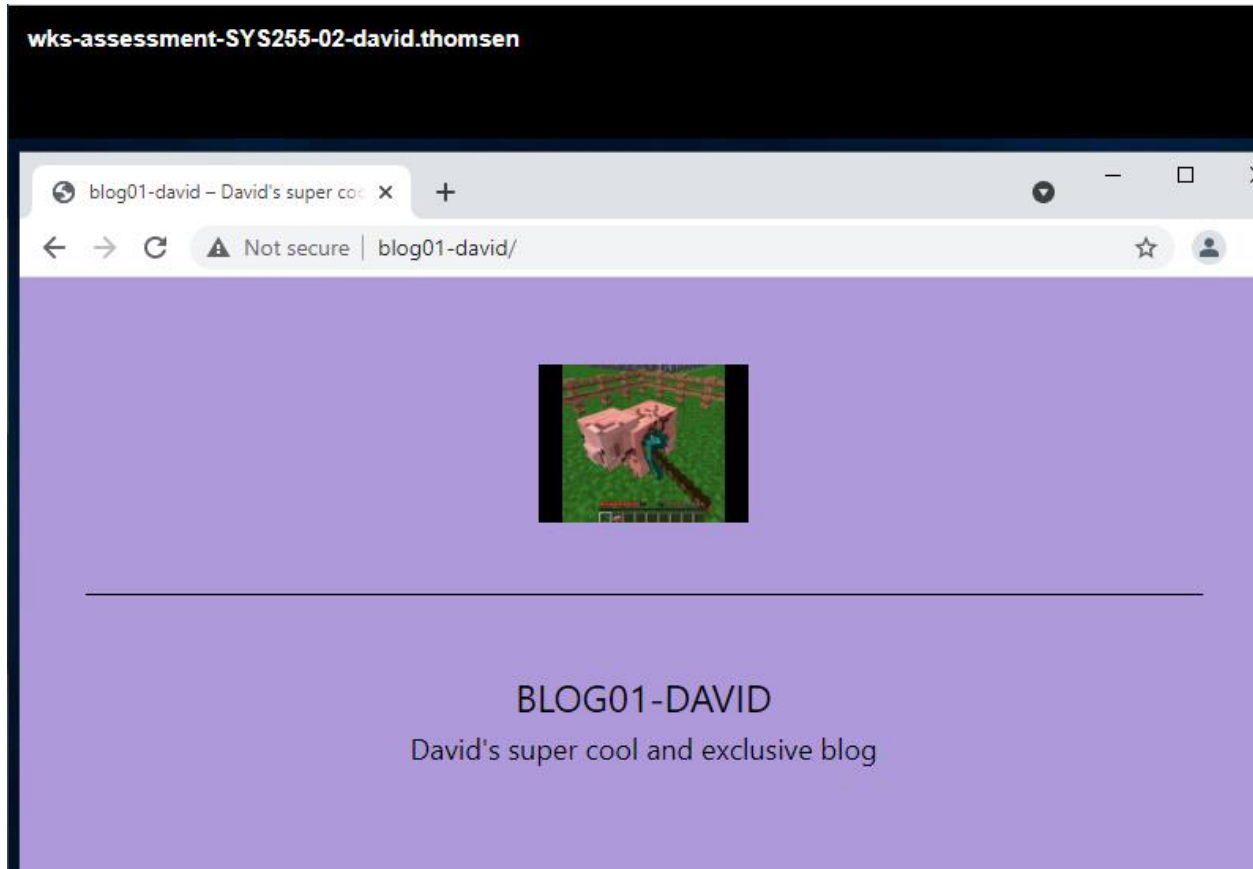 wks-assessment-SYS255-02-david.thomsen
blog01-david – David's super coo
Not secure | blog01-david/
BLOG01-DAVID
David's super cool and exclusive blog